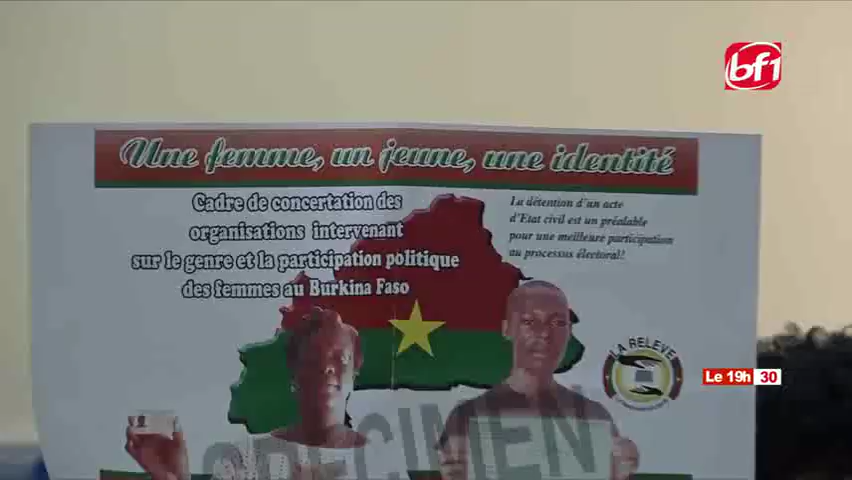 bf1
Une femme, un jeune, une identité
Cadre de concertation des
organisations intervenant
sur le genre et la participation politique
des femmes au Burkina Faso
La détention d'un acte
d'Etat civil est un préalable
pour une meilleure participation
au processus électoral!
LA RELEVE
Le 19h 30
SPECIMEN